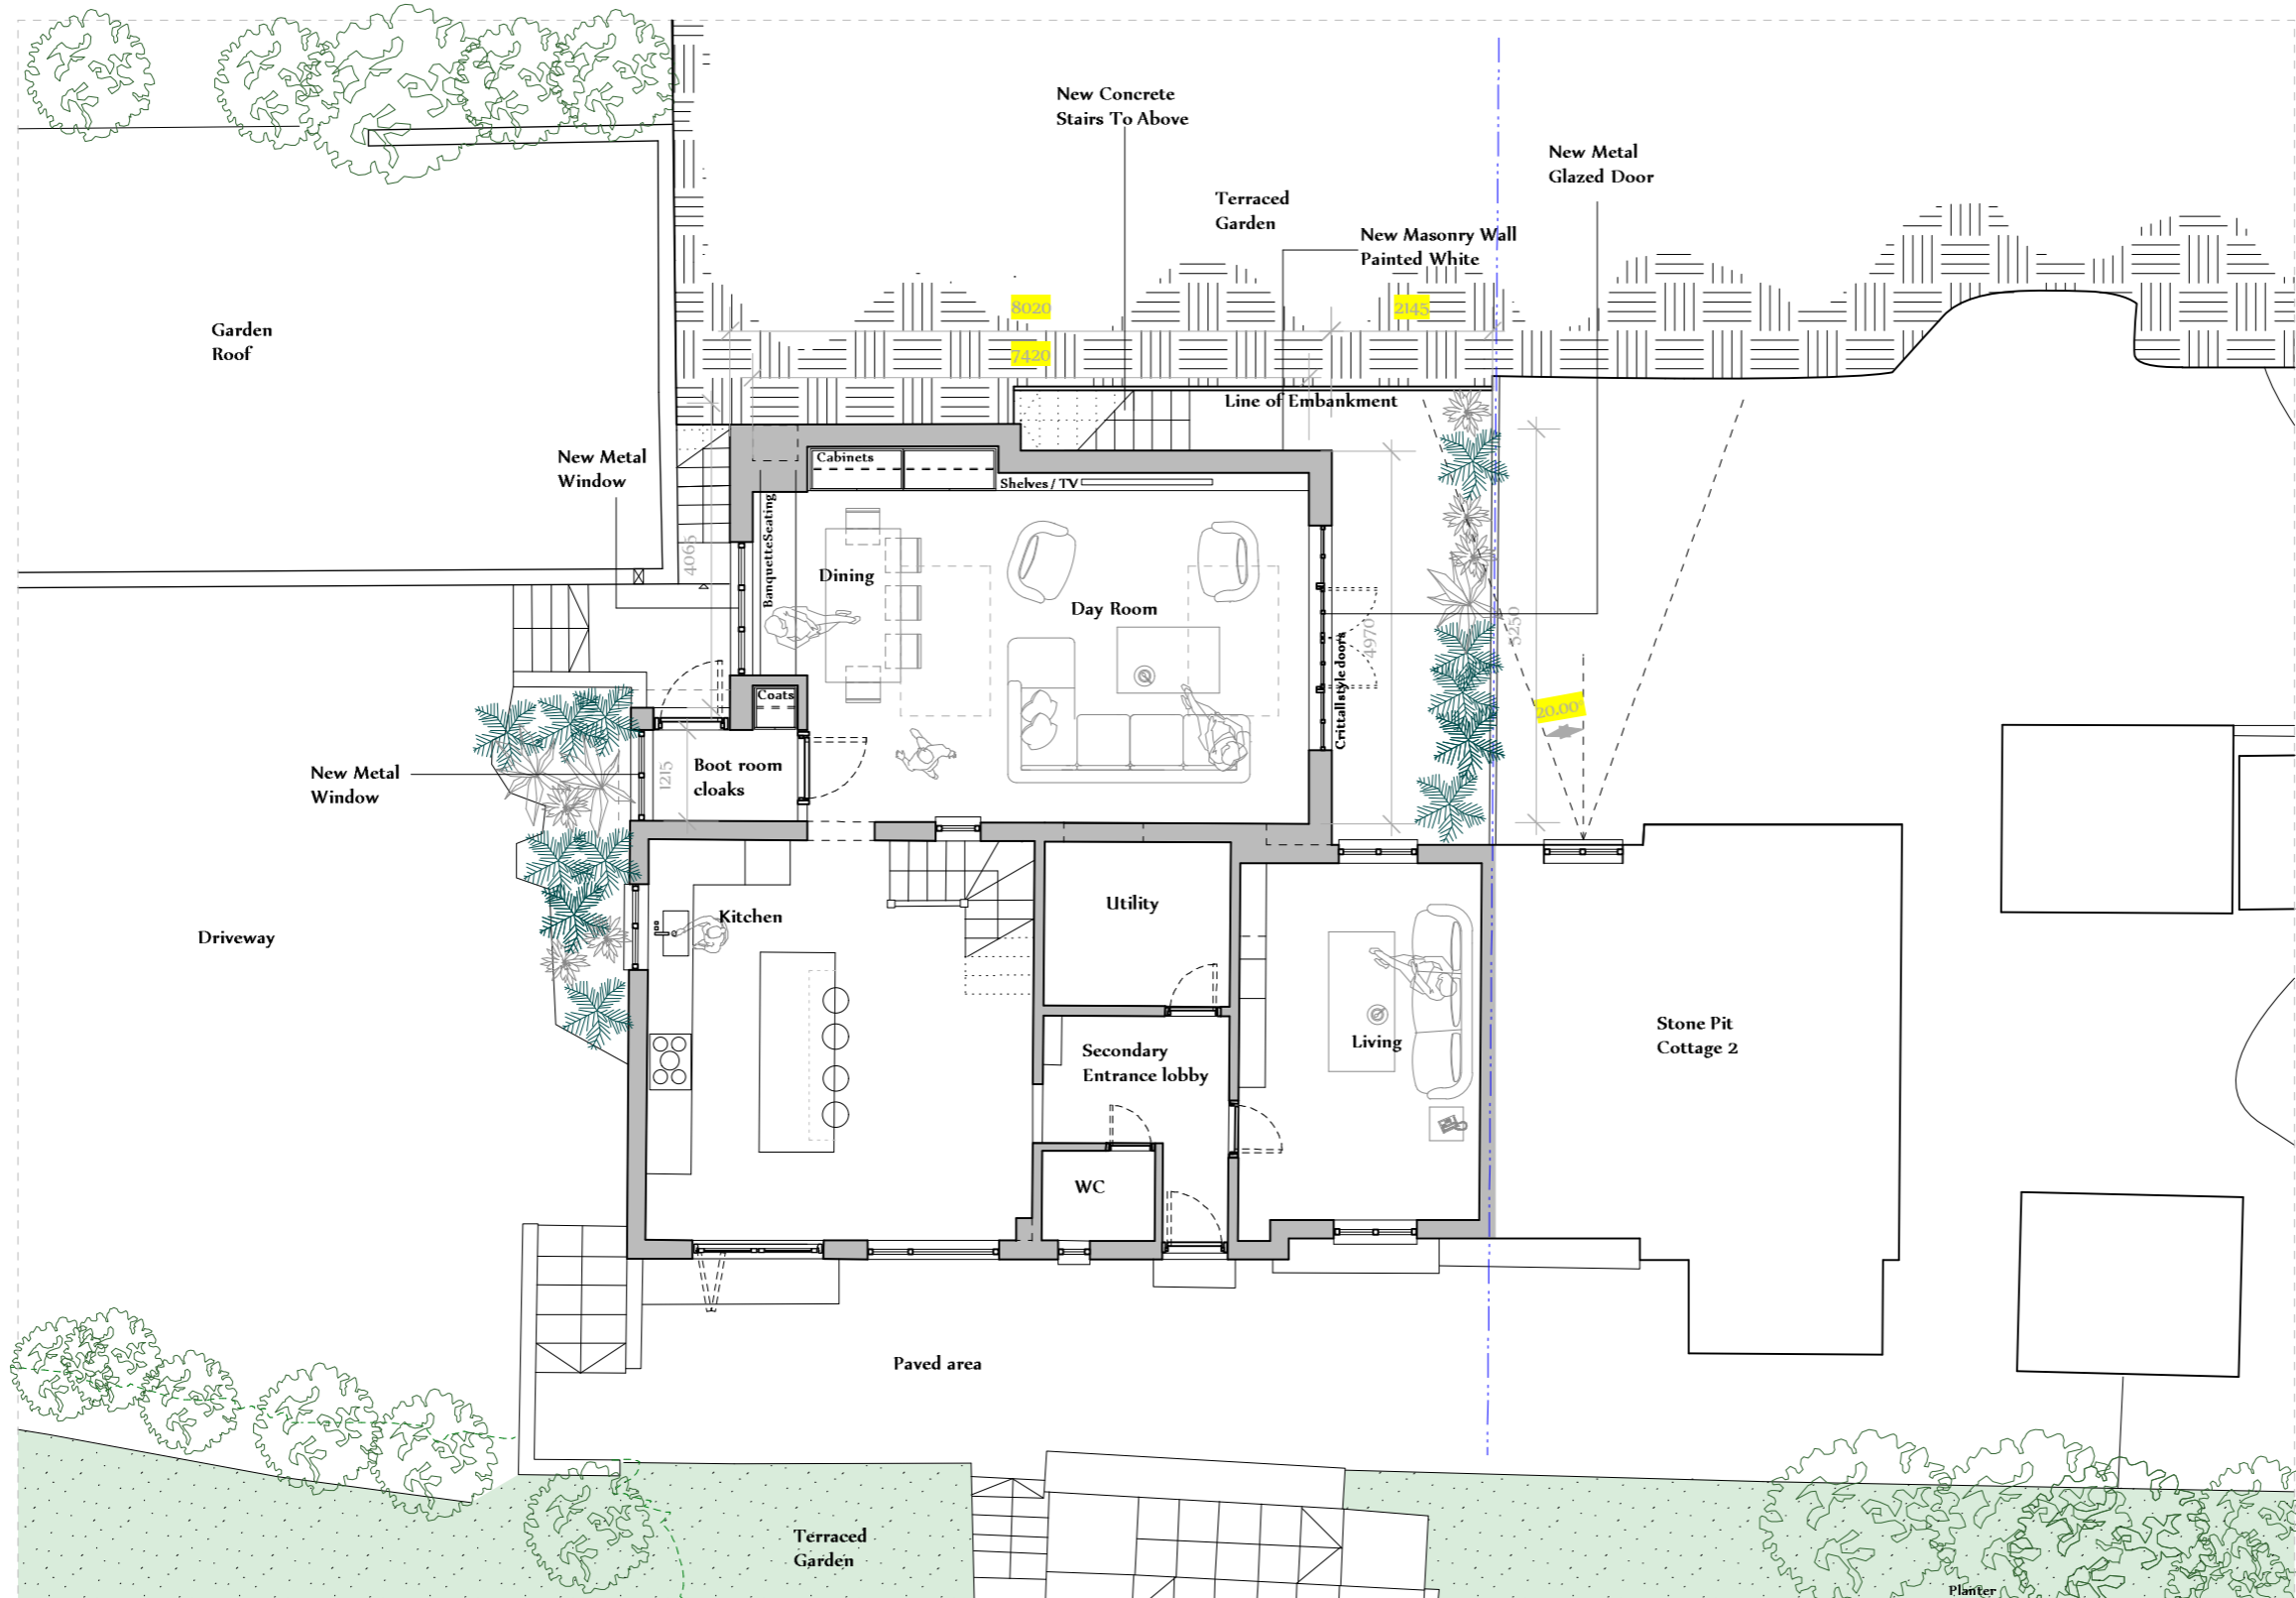 New Concrete
Stairs To Above
New Metal
Glazed Door
Terraced
Garden
New Masonry Wall
Painted White
8020
2145
Garden
Roof
7420
Line of Embankment
New Metal
Window
Cabinets
Shelves / TV
BanquetteSeating
4065
Dining
Day Room
4970
5250
Crittall style doors
Coats
20.00°
New Metal
Window
1215
Boot room
cloaks
Kitchen
Utility
Driveway
Living
Stone Pit
Cottage 2
Secondary
Entrance lobby
WC
Paved area
Terraced
Garden
Planter